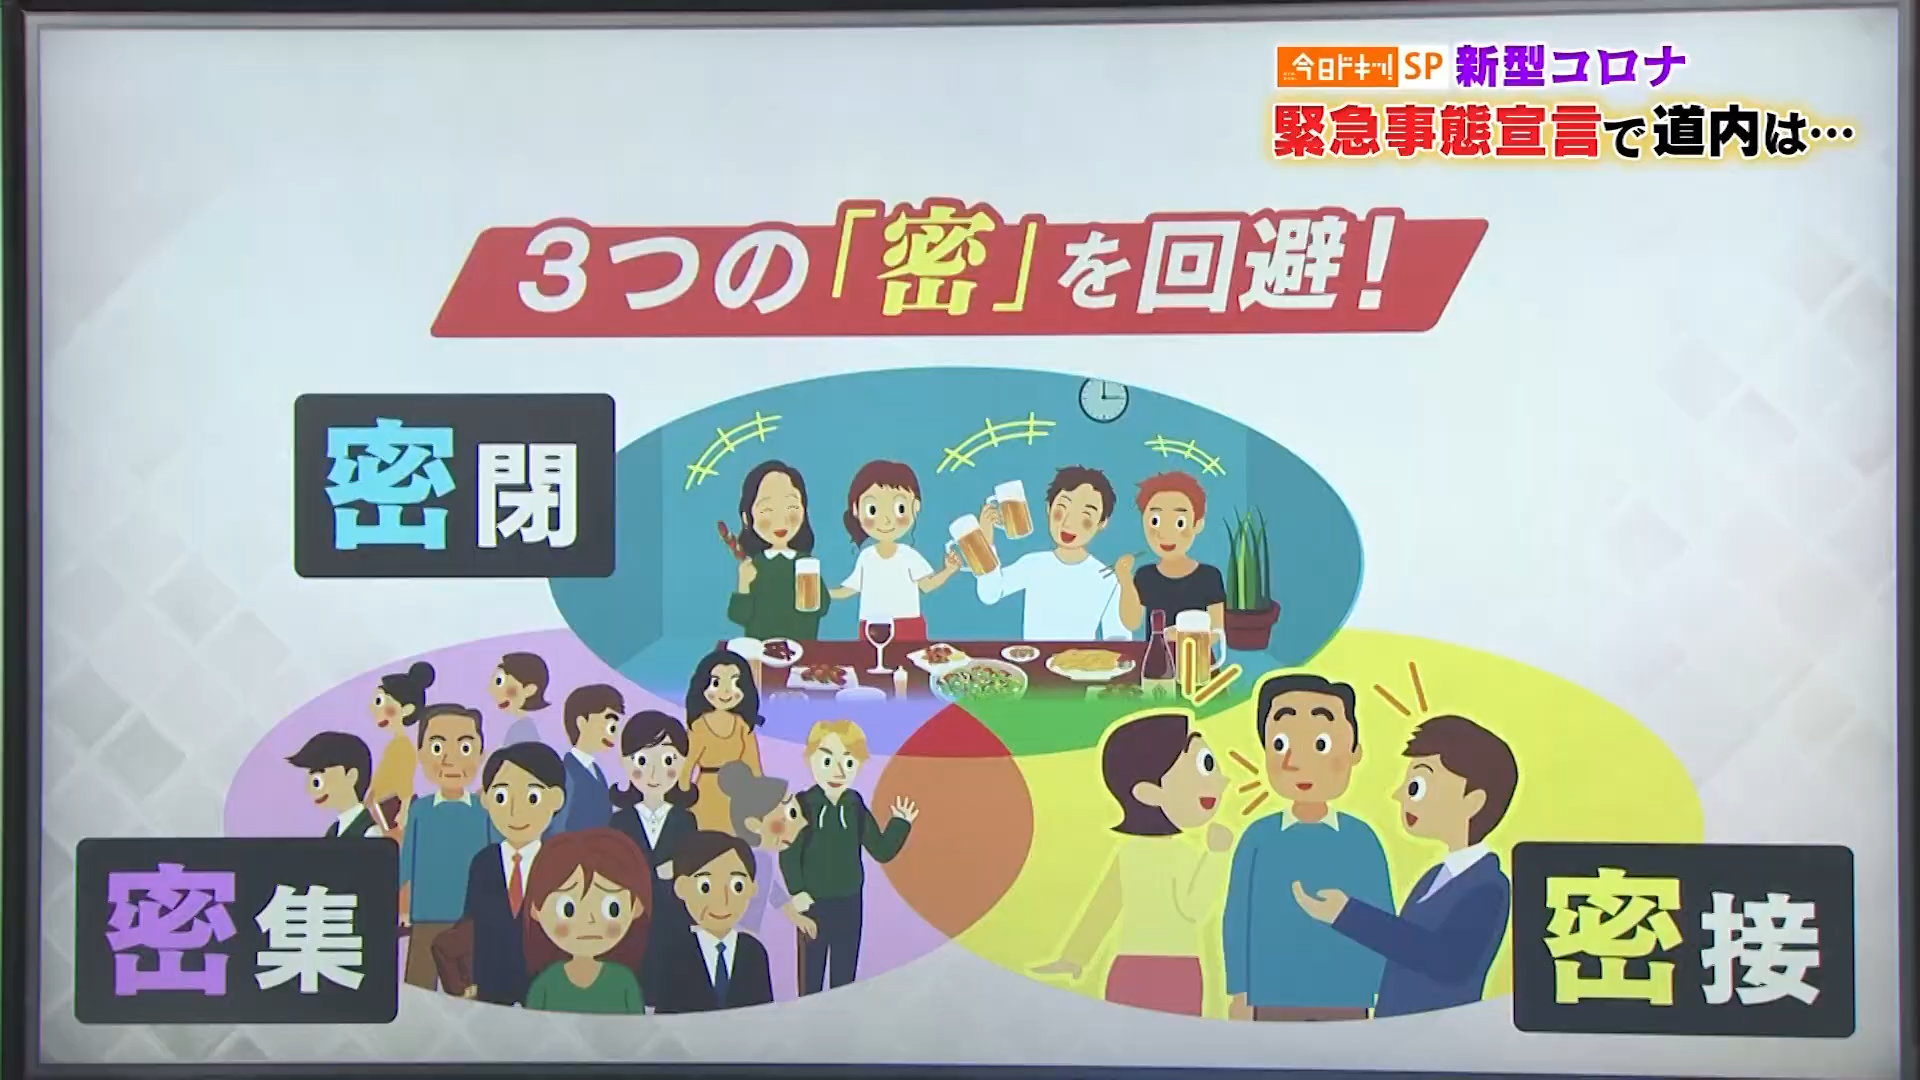 今日ドキッ! SP 新型コロナ
緊急事態宣言で道内は…
3つの「密」を回避!
密閉
密集
密接